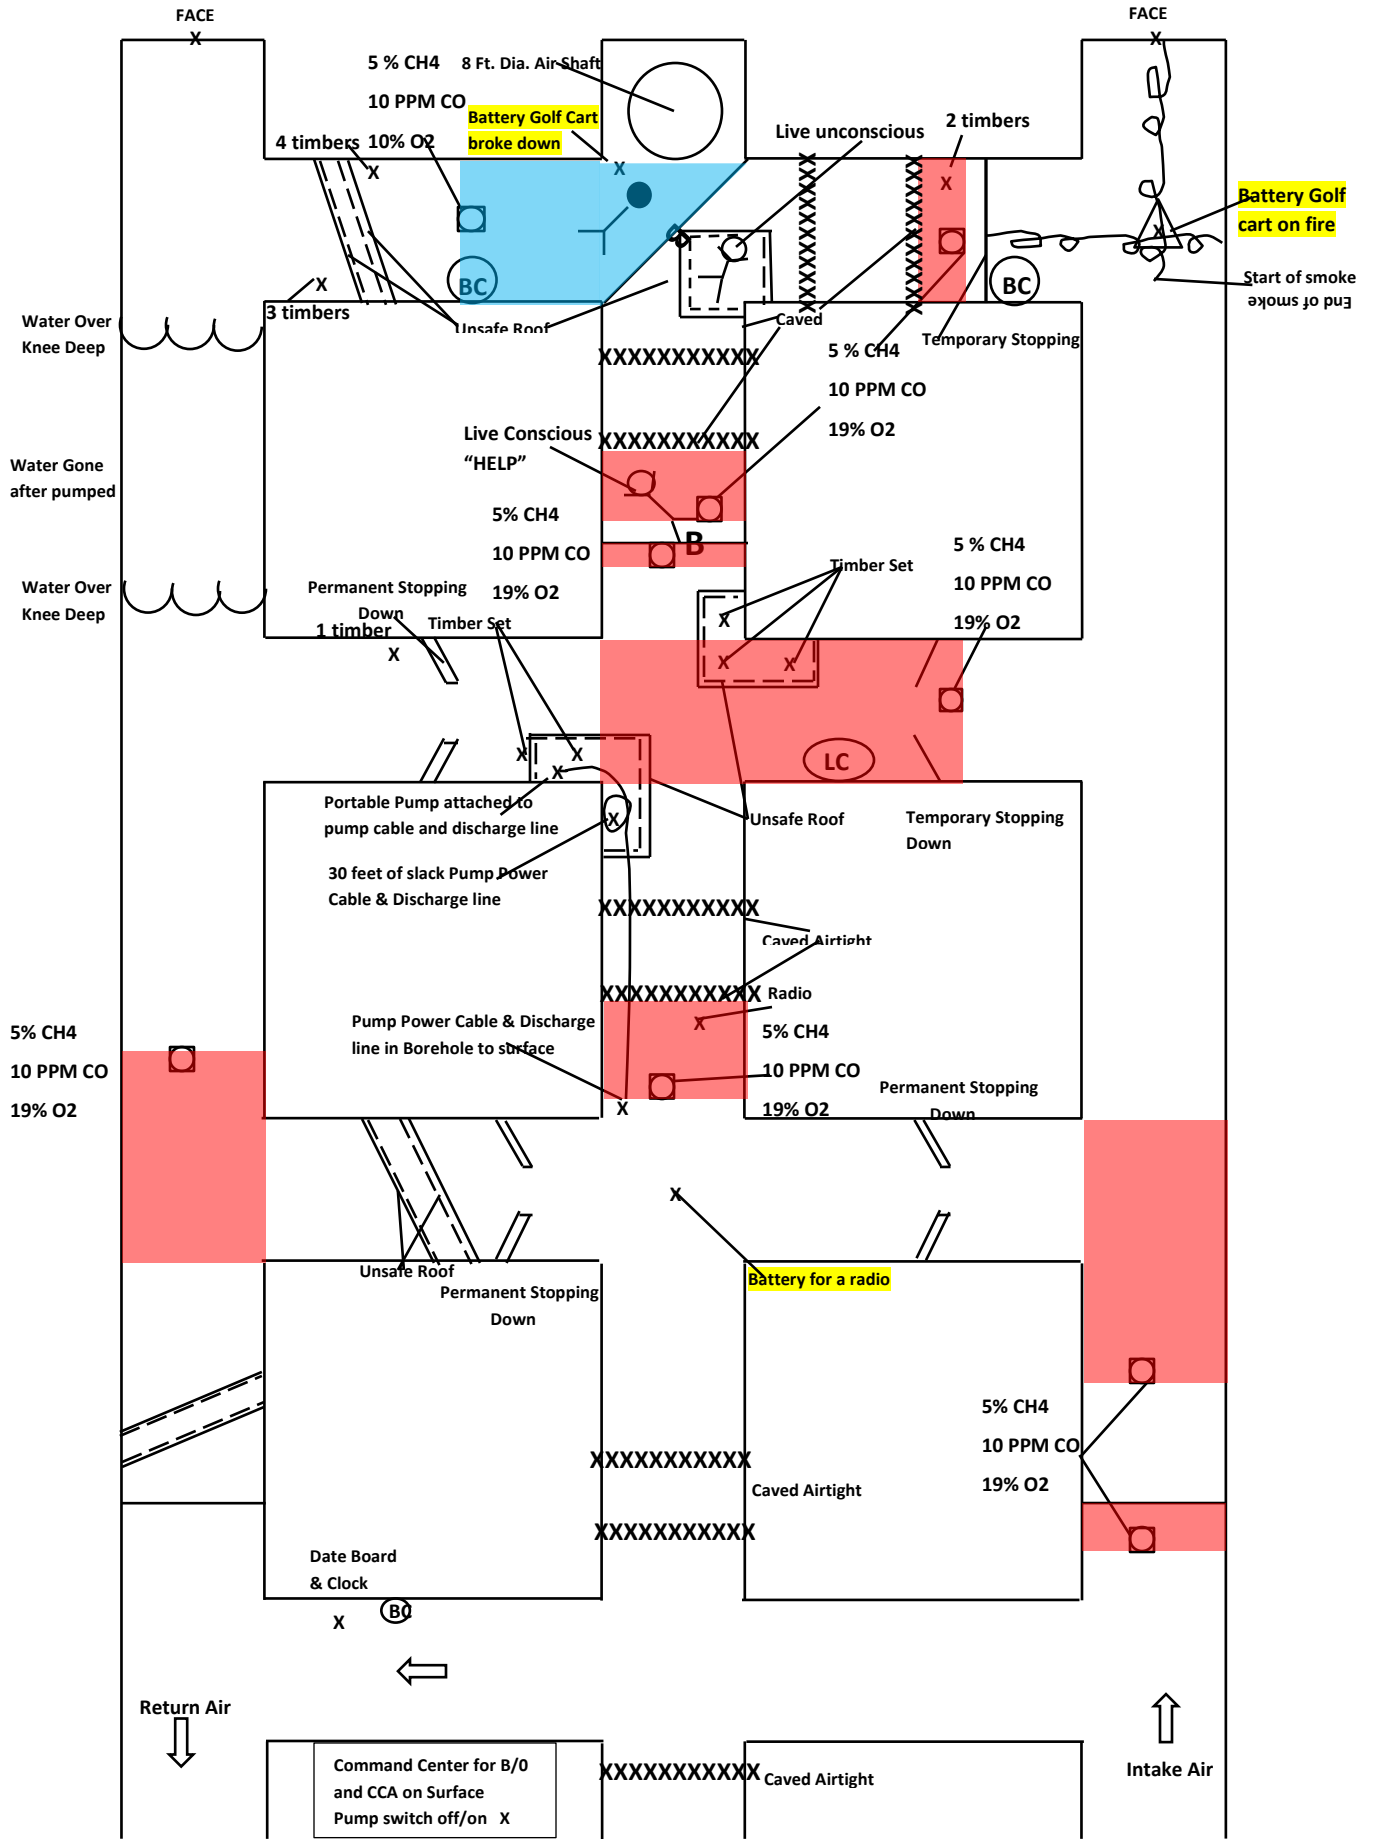 FACE
X
FACE
X
5 % CH4
10 PPM CO
10% O2
8 Ft. Dia. Air Shaft
Battery Golf Cart
broke down
X
4 timbers
X
Live unconscious
2 timbers
X
Battery Golf
cart on fire
X
Start of smoke
End of smoke
BC
BC
X
3 timbers
Water Over
Knee Deep
Unsafe Roof
Caved
Temporary Stopping
XXXXXXXXXXX
5 % CH4
10 PPM CO
19% O2
Live Conscious
“HELP”
XXXXXXXXXXX
Water Gone
after pumped
5% CH4
10 PPM CO
19% O2
B
5 % CH4
10 PPM CO
19% O2
Timber Set
X
X
X
Water Over
Knee Deep
Permanent Stopping
Down
1 timber
X
Timber Set
X
X
X
LC
Portable Pump attached to
pump cable and discharge line
X
Unsafe Roof
Temporary Stopping
Down
30 feet of slack Pump Power
Cable & Discharge line
XXXXXXXXXXX
Caved Airtight
XXXXXXXXXXX
Radio
X
Pump Power Cable & Discharge
line in Borehole to surface
X
5% CH4
10 PPM CO
19% O2
5% CH4
10 PPM CO
19% O2
Permanent Stopping
Down
X
Unsafe Roof
Permanent Stopping
Down
Battery for a radio
5% CH4
10 PPM CO
19% O2
XXXXXXXXXXX
Caved Airtight
XXXXXXXXXXX
Date Board
& Clock
X
BC
Return Air
Intake Air
Command Center for B/0
and CCA on Surface
Pump switch off/on X
XXXXXXXXXXX
Caved Airtight